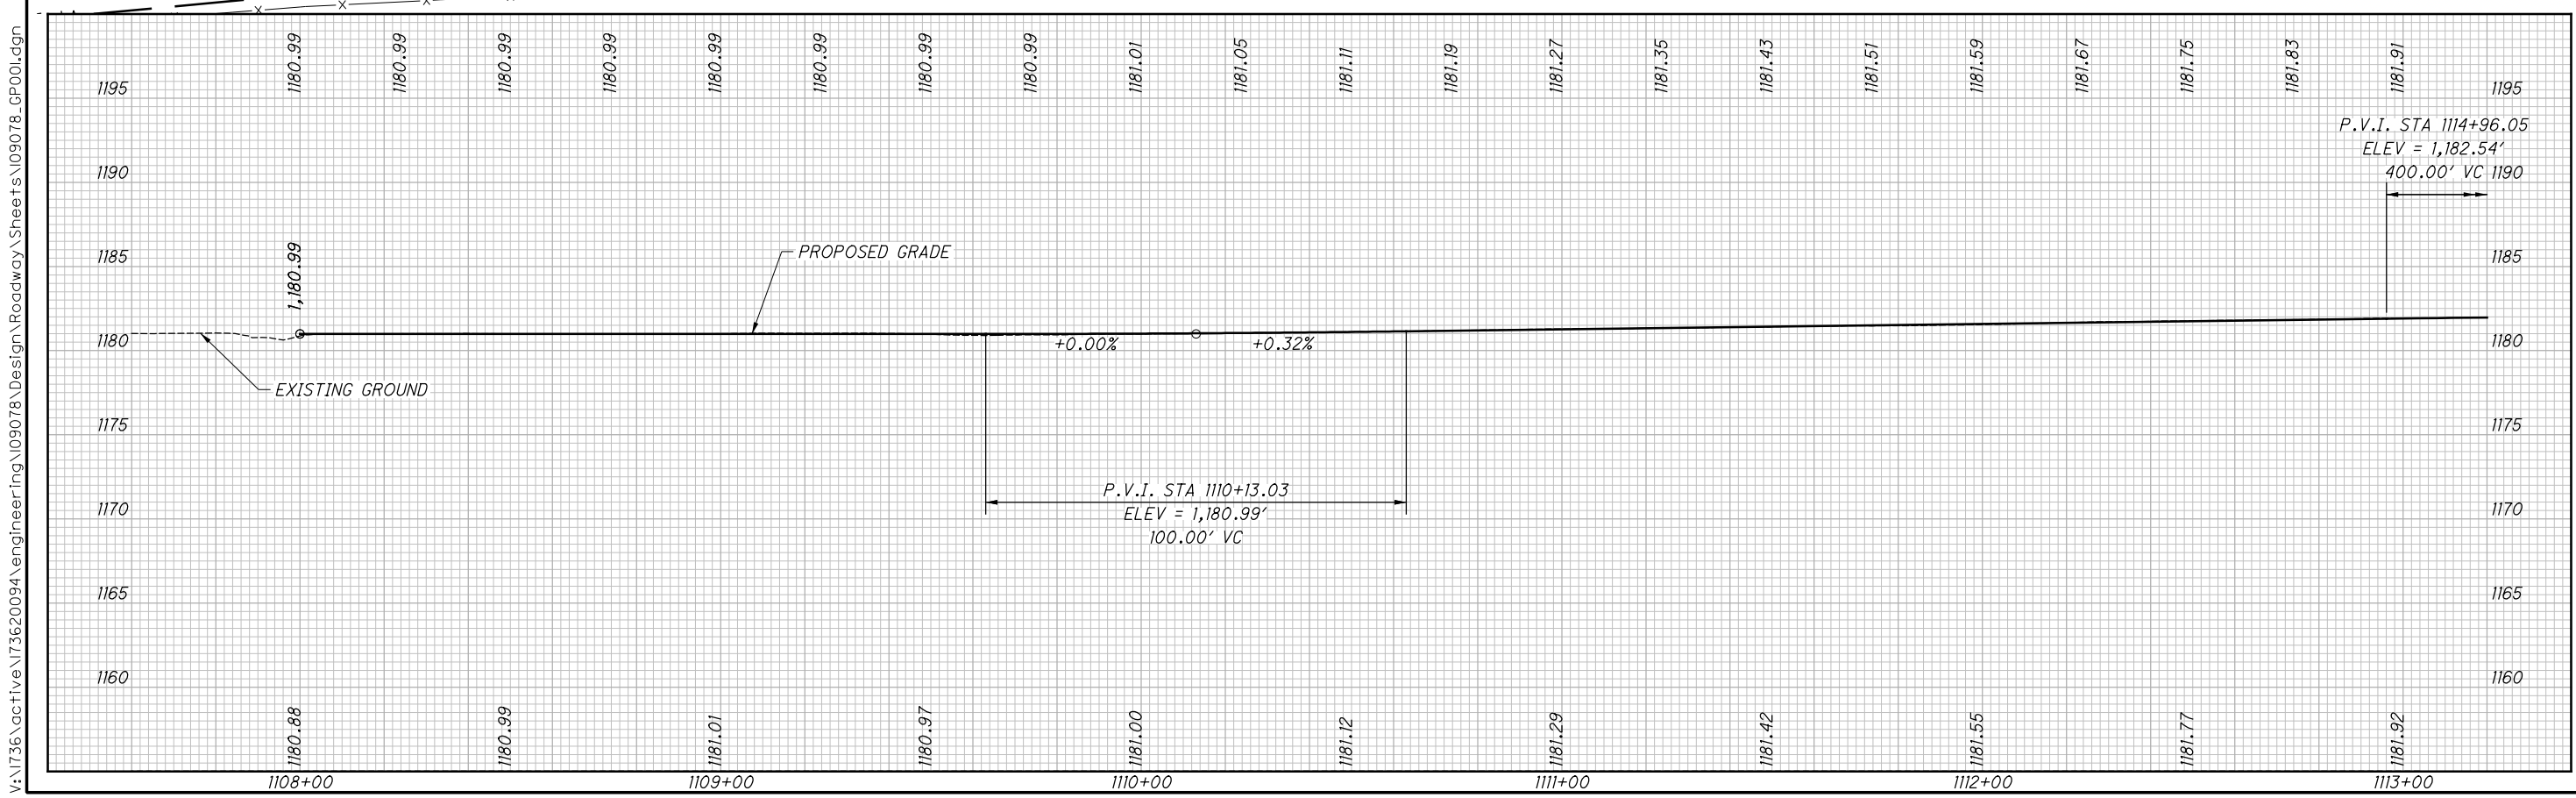 V:\1736\active\173620094\engineering\109078\Design\Roadway\Sheets\109078_GP001.dgn
1180.99 1180.99 1180.99 1180.99 1180.99 1180.99 1180.99 1180.99 1181.01 1181.05 1181.11 1181.19 1181.27 1181.35 1181.43 1181.51 1181.59 1181.67 1181.75 1181.83 1181.91
1195 1195
P.V.I. STA 1114+96.05
ELEV = 1,182.54'
400.00' VC
1190 1190
1,180.99
PROPOSED GRADE
1185 1185
1180 1180
+0.00% +0.32%
EXISTING GROUND
1175 1175
P.V.I. STA 1110+13.03
ELEV = 1,180.99'
100.00' VC
1170 1170
1165 1165
1160 1160
1180.88 1180.99 1181.01 1180.97 1181.00 1181.12 1181.29 1181.42 1181.55 1181.77 1181.92
1108+00 1109+00 1110+00 1111+00 1112+00 1113+00